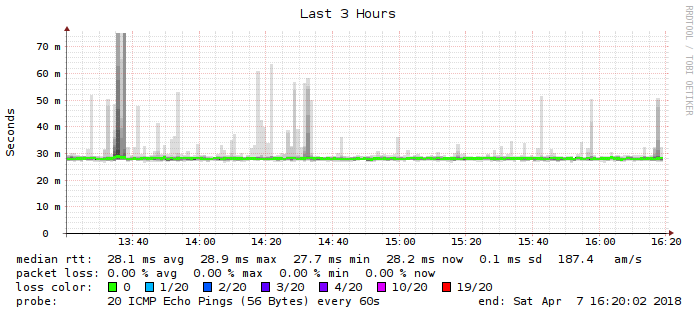 Last 3 Hours
RRDTOOL / TOBI OETIKER
Seconds
70 m
60 m
50 m
40 m
30 m
20 m
10 m
0
13:40 14:00 14:20 14:40 15:00 15:20 15:40 16:00 16:20
median rtt: 28.1 ms avg 28.9 ms max 27.7 ms min 28.2 ms now 0.1 ms sd 187.4 am/s
packet loss: 0.00 % avg 0.00 % max 0.00 % min 0.00 % now
loss color: 0 1/20 2/20 3/20 4/20 10/20 19/20
probe: 20 ICMP Echo Pings (56 Bytes) every 60s end: Sat Apr 7 16:20:02 2018